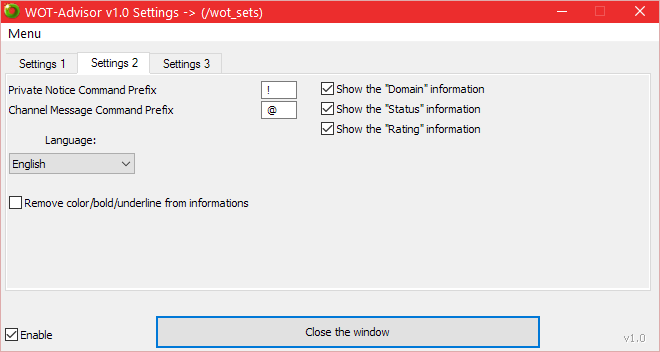 WOT-Advisor v1.0 Settings -> (/wot_sets)
Menu
Settings 1 Settings 2 Settings 3
Private Notice Command Prefix ! Show the "Domain" information
Channel Message Command Prefix @ Show the "Status" information
Show the "Rating" information
Language:
English
Remove color/bold/underline from informations
Enable Close the window v1.0